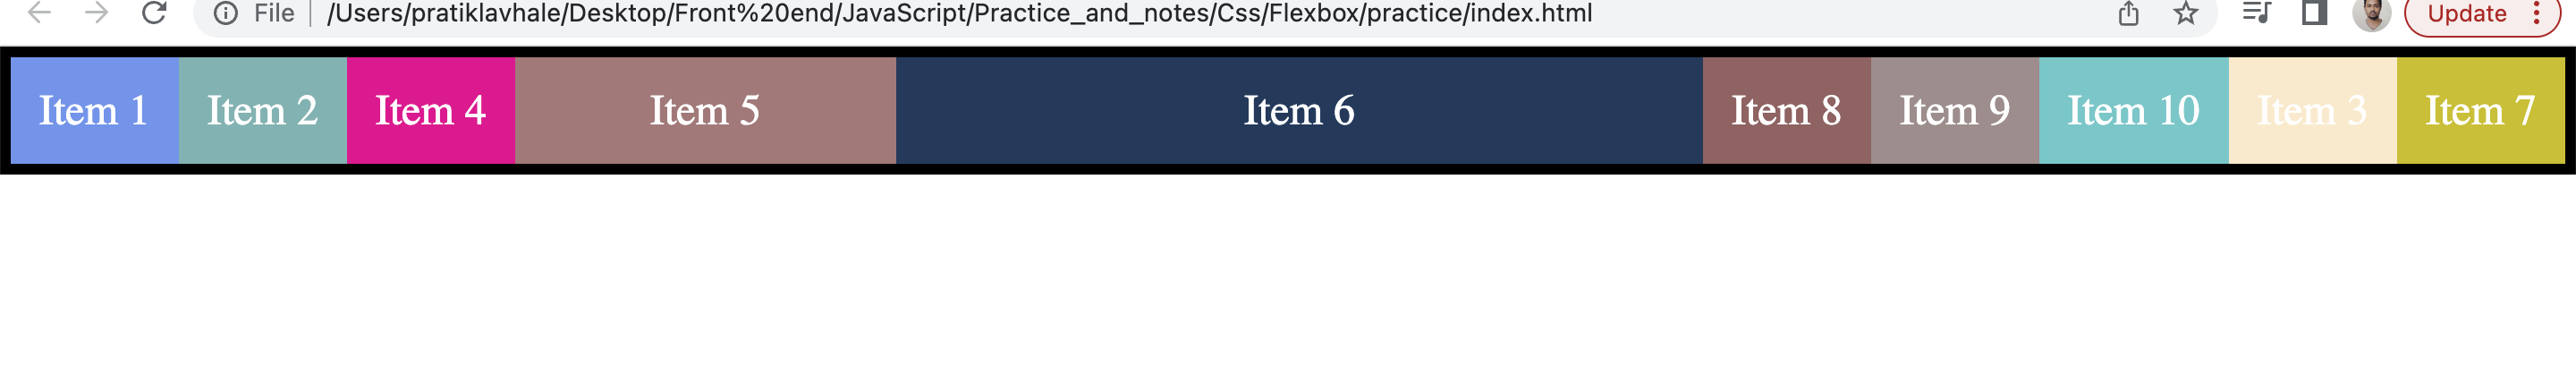 File /Users/pratiklavhale/Desktop/Front%20end/JavaScript/Practice_and_notes/Css/Flexbox/practice/index.html Update
Item 1 Item 2 Item 4 Item 5 Item 6 Item 8 Item 9 Item 10 Item 3 Item 7